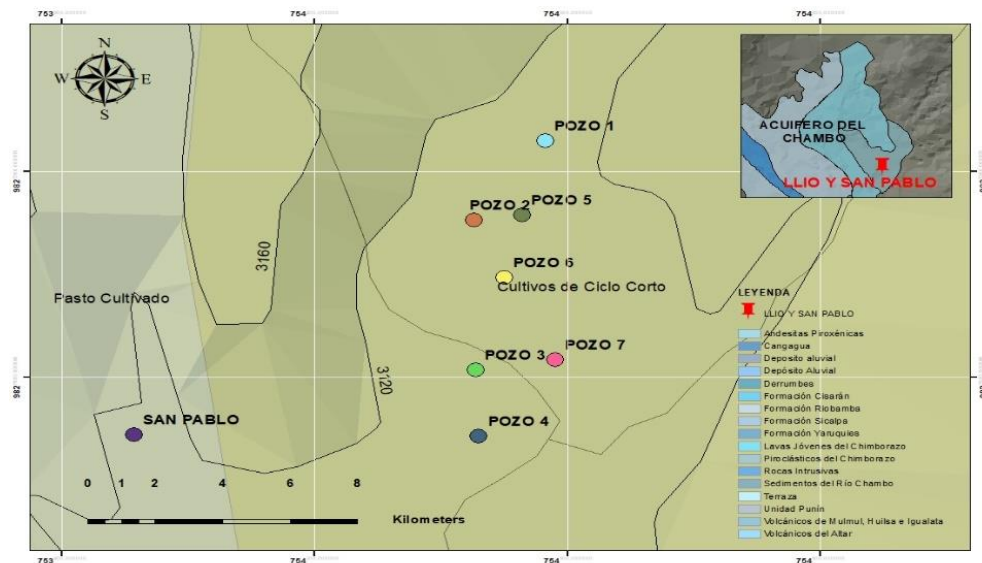 753
754
754
754
N
W E
S
POZO 1
ACUIFERO DEL
CHAMBO
LLIO Y SAN PABLO
982
POZO 2
POZO 5
3160
POZO 6
Cultivos de Ciclo Corto
Pasto Cultivado
LEYENDA
LLIO Y SAN PABLO
Andesitas Piroxénicas
Cangagua
Deposito aluvial
Depósito Aluvial
Derrumbes
Formación Cisarán
Formación Riobamba
Formación Sicalpa
Formación Yaruquies
Lavas Jóvenes del Chimborazo
Piroclásticos del Chimborazo
Rocas Intrusivas
Sedimentos del Río Chambo
Terraza
Unidad Punín
Volcánicos de Mulmul, Huilsa e Igualata
Volcánicos del Altar
POZO 3
POZO 7
3120
982
982
SAN PABLO
POZO 4
0 1 2 4 6 8
Kilometers
753
754
754
754